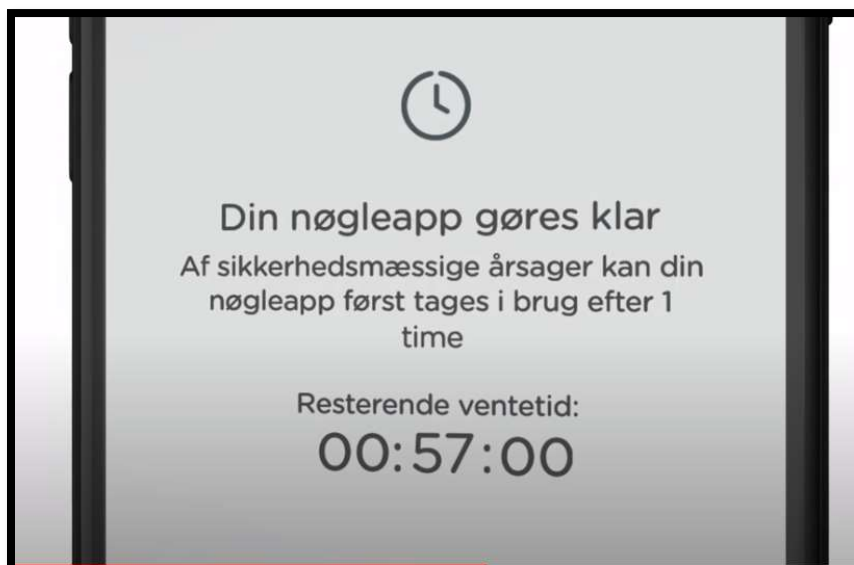 Din nøgleapp gøres klar
Af sikkerhedsmæssige årsager kan din
nøgleapp først tages i brug efter 1
time
Resterende ventetid:
00:57:00